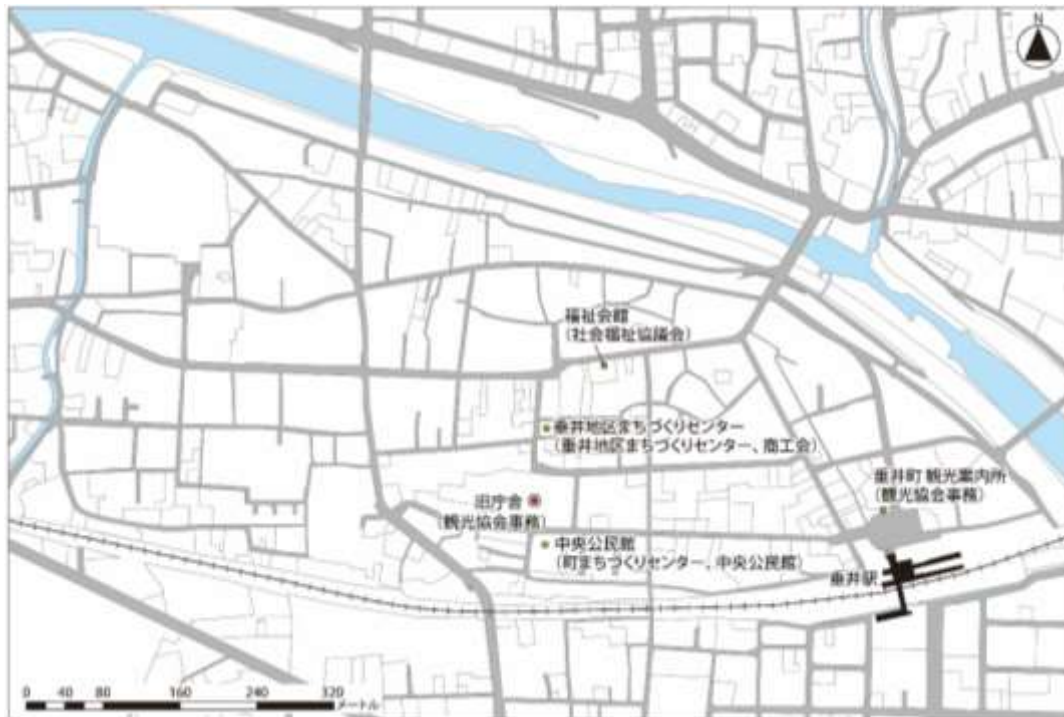 N
福祉会館
(社会福祉協議会)
垂井地区まちづくりセンター
(垂井地区まちづくりセンター、商工会)
垂井町 観光案内所
(観光協会事務)
旧庁舎
(観光協会事務)
中央公民館
(町まちづくりセンター、中央公民館)
垂井駅
0 40 80 160 240 320
メートル